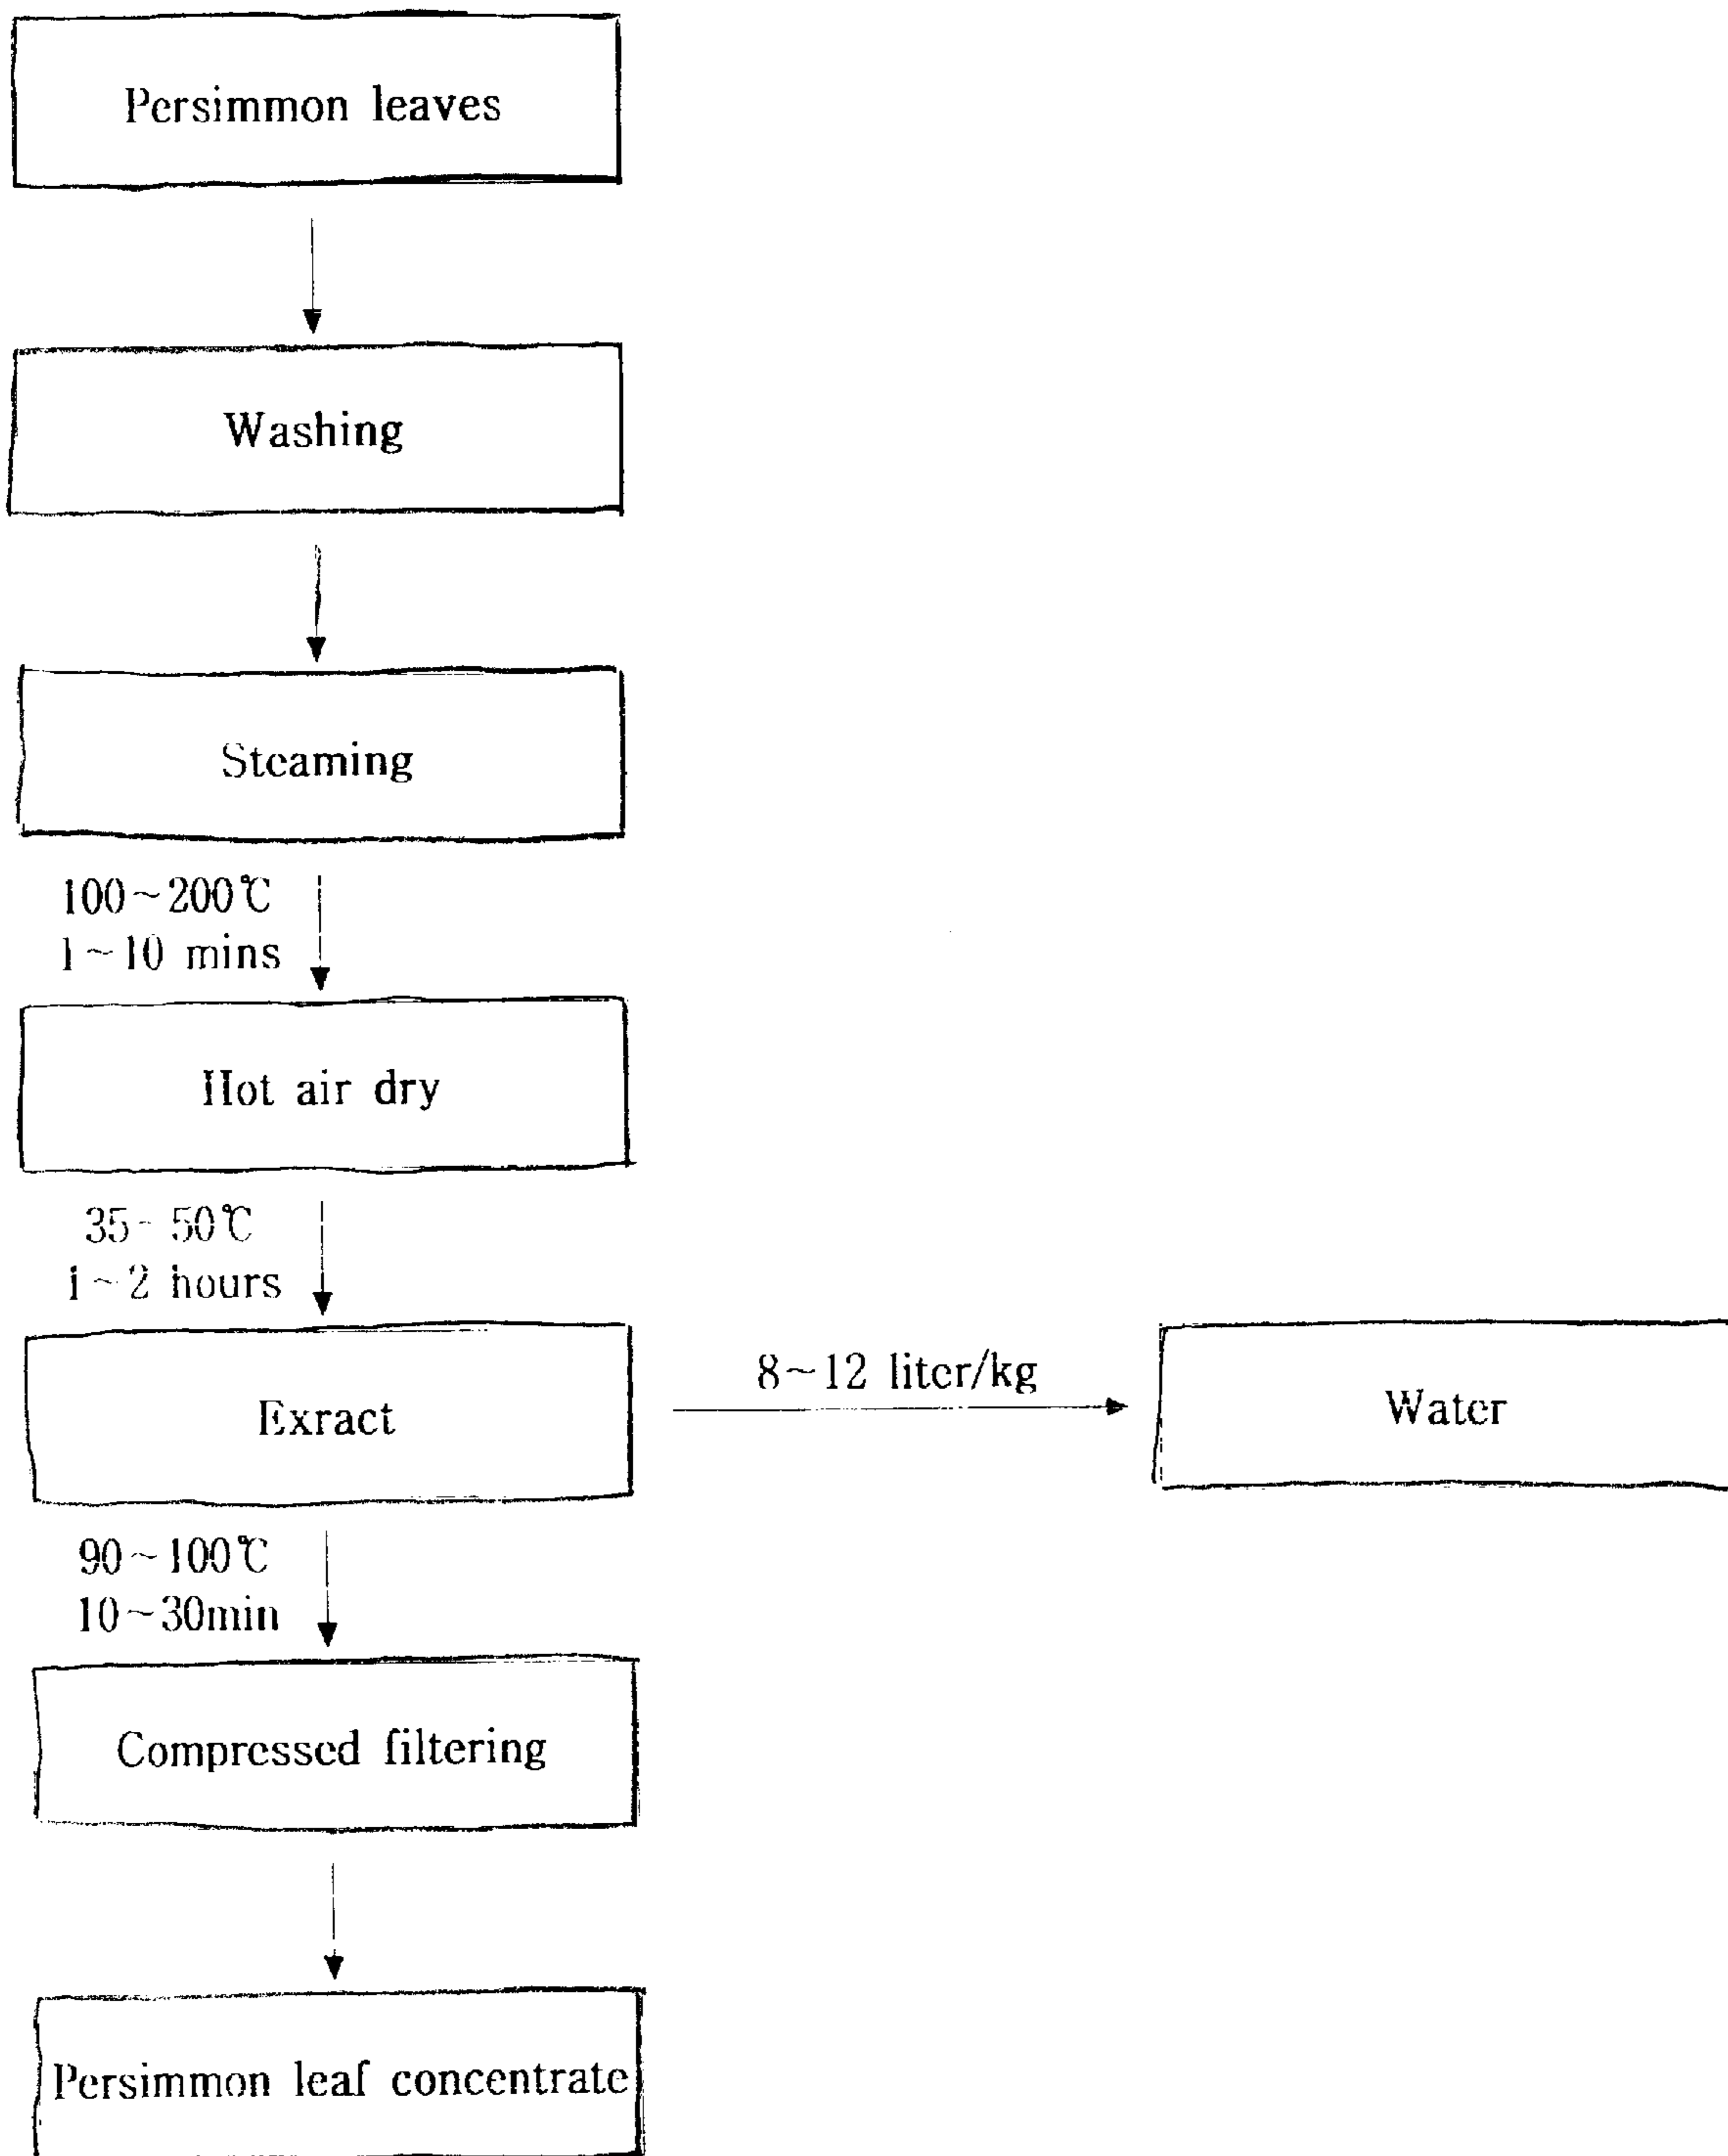 Persimmon leaves
Washing
Steaming
100~200℃
1~10 mins
Hot air dry
35~50℃
1~2 hours
Exract
8~12 liter/kg
Water
90~100℃
10~30min
Compressed filtering
Persimmon leaf concentrate